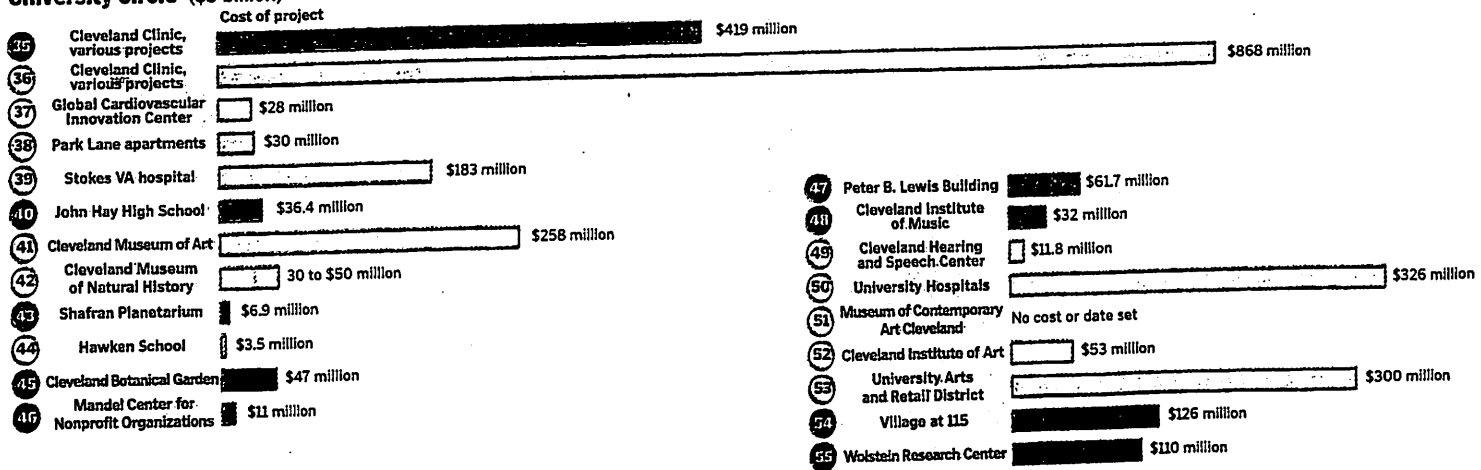 Cost of project
35 Cleveland Clinic, various projects $419 million
36 Cleveland Clinic, various projects $868 million
37 Global Cardiovascular Innovation Center $28 million
38 Park Lane apartments $30 million
39 Stokes VA hospital $183 million
40 John Hay High School $36.4 million
41 Cleveland Museum of Art $258 million
42 Cleveland Museum of Natural History 30 to $50 million
43 Shafran Planetarium $6.9 million
44 Hawken School $3.5 million
45 Cleveland Botanical Garden $47 million
46 Mandel Center for Nonprofit Organizations $11 million
47 Peter B. Lewis Building $61.7 million
48 Cleveland Institute of Music $32 million
49 Cleveland Hearing and Speech Center $11.8 million
50 University Hospitals $326 million
51 Museum of Contemporary Art Cleveland No cost or date set
52 Cleveland Institute of Art $53 million
53 University Arts and Retail District $300 million
54 Village at 115 $126 million
55 Wolstein Research Center $110 million